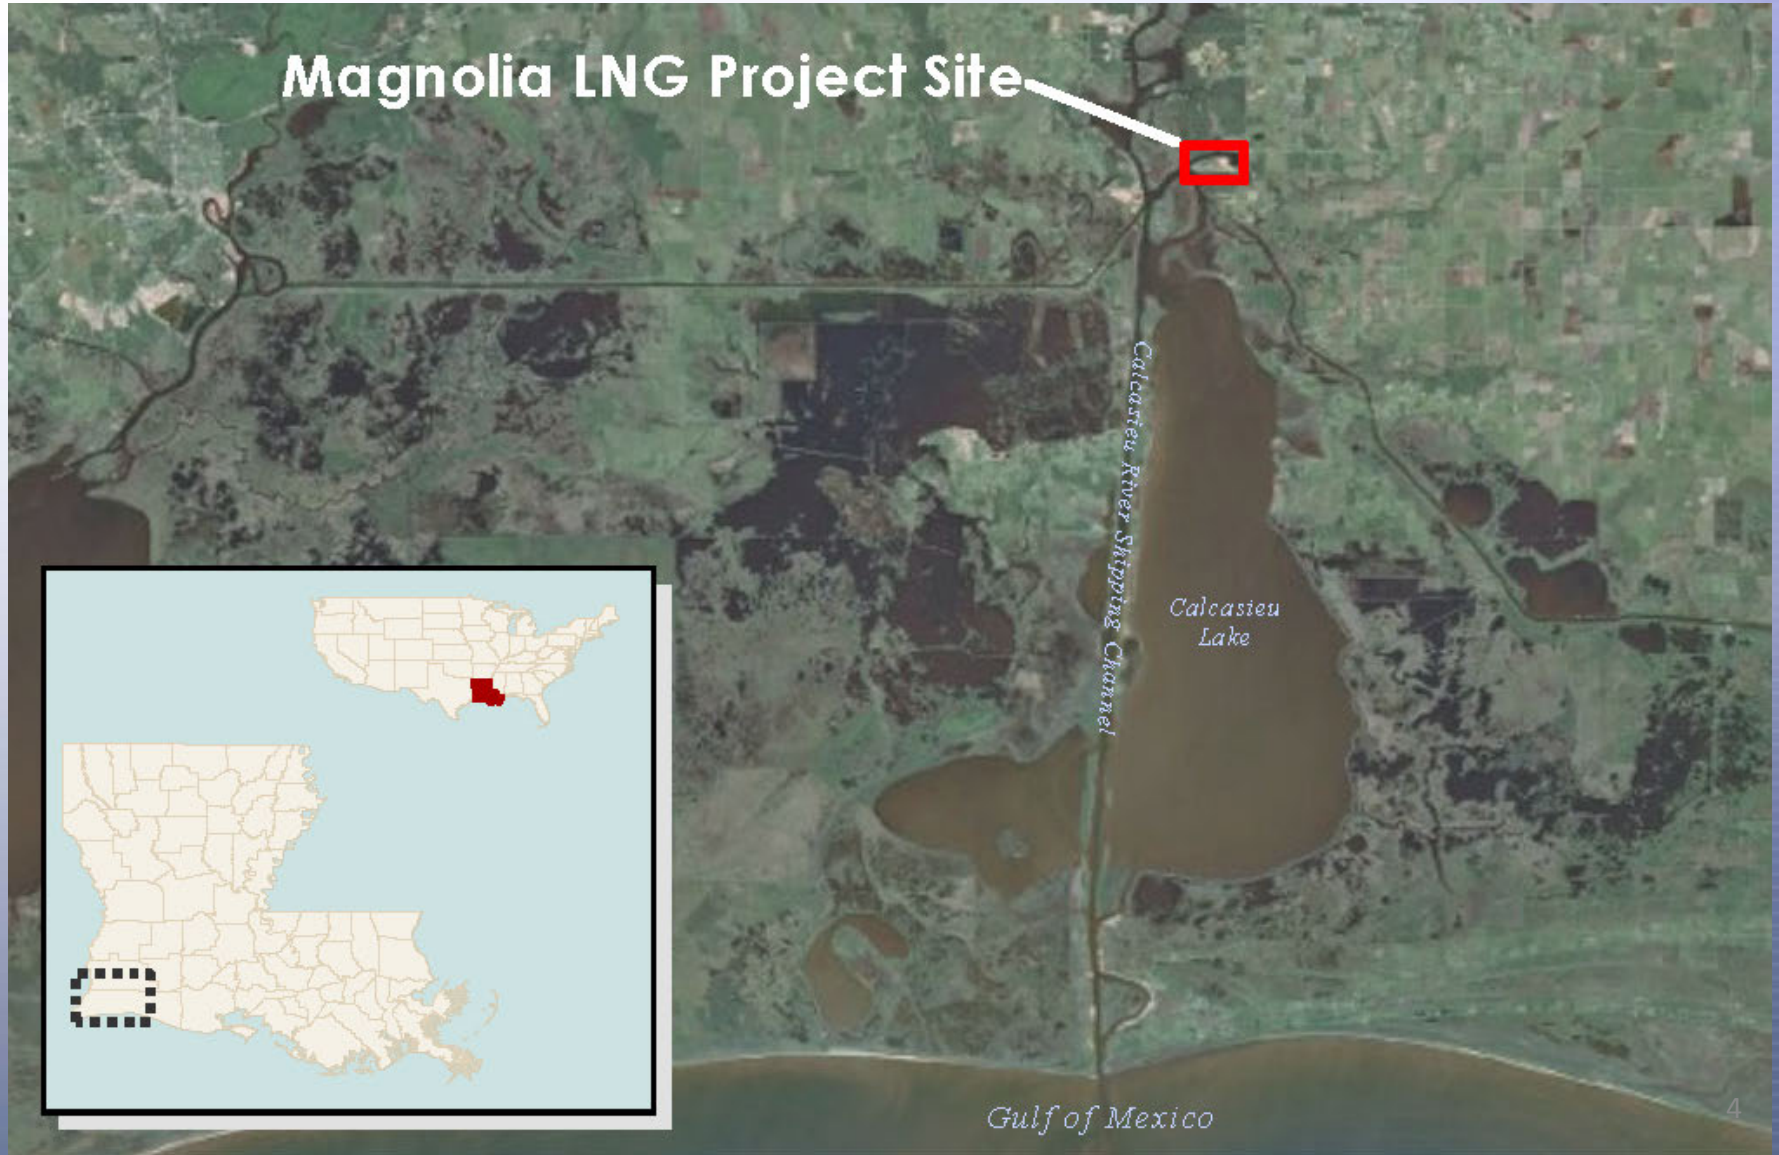 Magnolia LNG Project Site
Calcasieu River Shipping Channel
Calcasieu
Lake
Gulf of Mexico
4